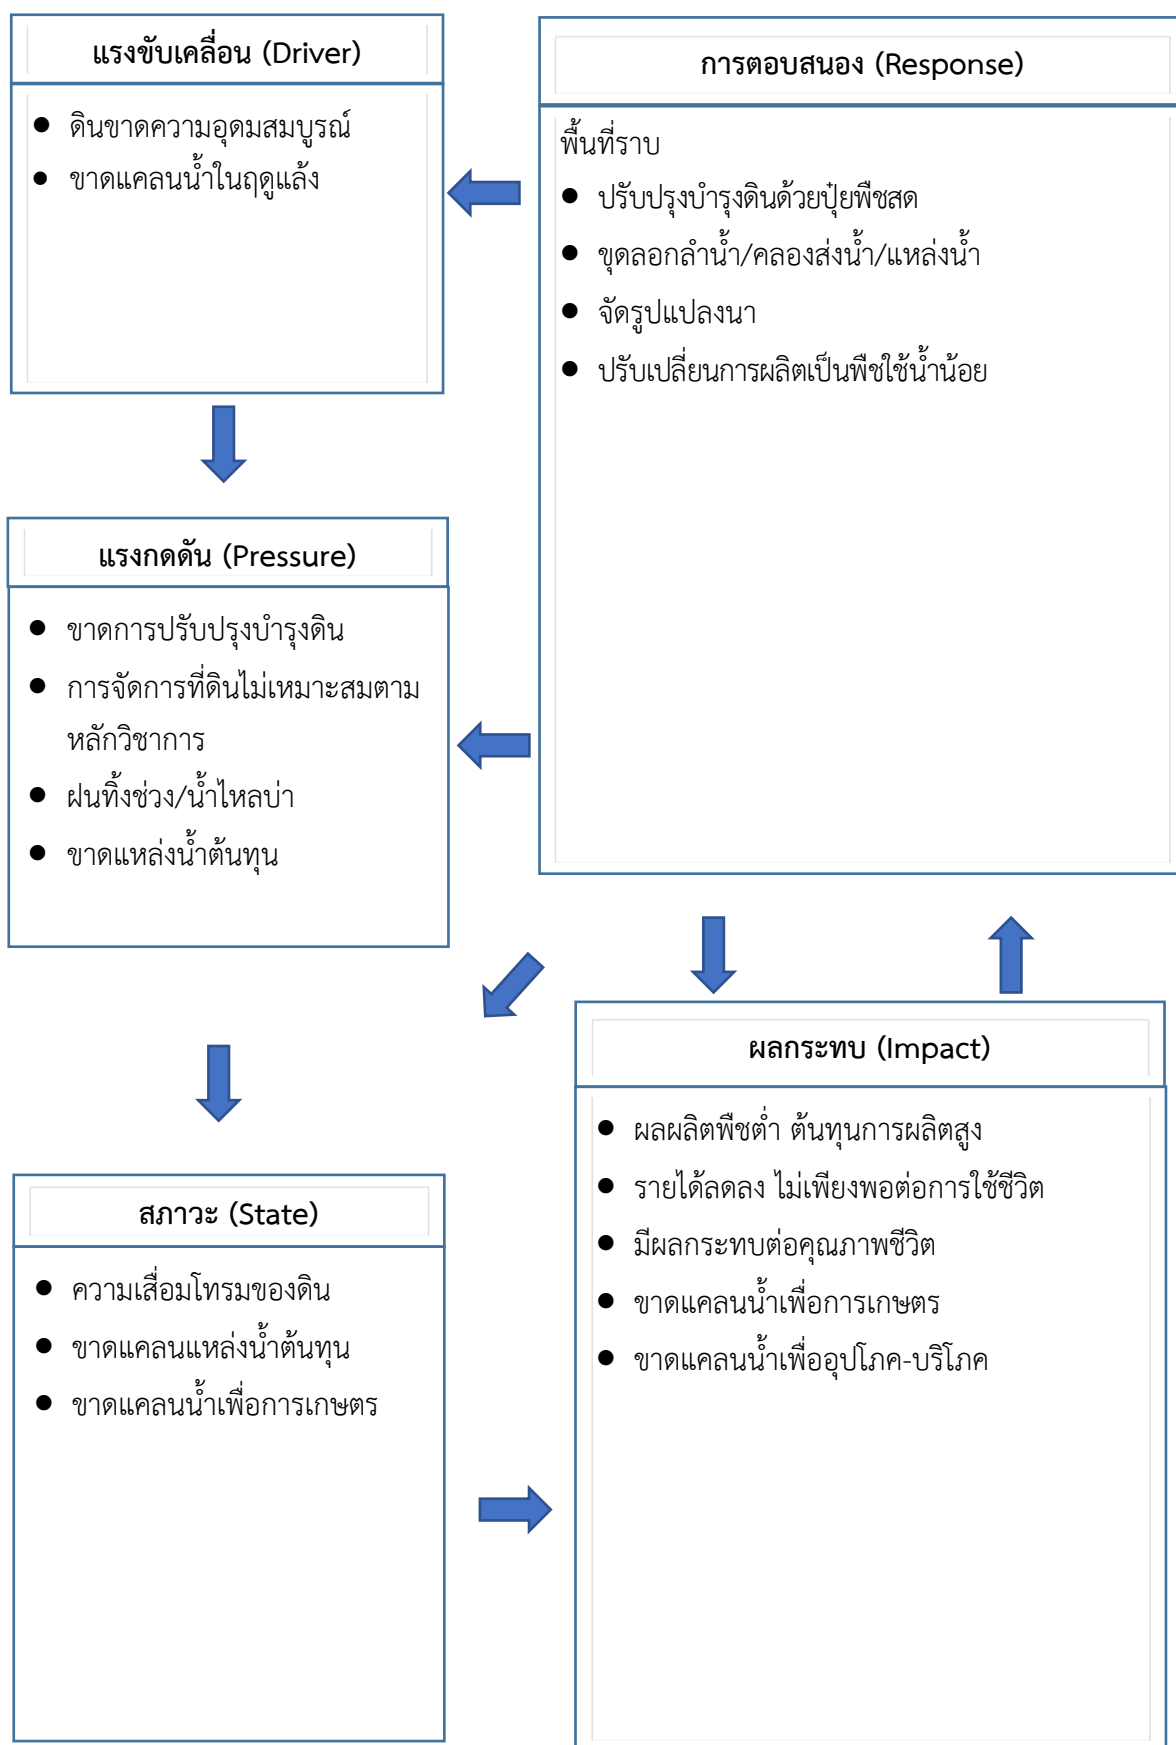 แรงขับเคลื่อน (Driver)
● ดินขาดความอุดมสมบูรณ์
● ขาดแคลนน้ำในฤดูแล้ง
การตอบสนอง (Response)
พื้นที่ราบ
● ปรับปรุงบำรุงดินด้วยปุ๋ยพืชสด
● ขุดลอกลำน้ำ/คลองส่งน้ำ/แหล่งน้ำ
● จัดรูปแปลงนา
● ปรับเปลี่ยนการผลิตเป็นพืชใช้น้ำน้อย
แรงกดดัน (Pressure)
● ขาดการปรับปรุงบำรุงดิน
● การจัดการที่ดินไม่เหมาะสมตาม
หลักวิชาการ
● ฝนทิ้งช่วง/น้ำไหลบ่า
● ขาดแหล่งน้ำต้นทุน
สภาวะ (State)
● ความเสื่อมโทรมของดิน
● ขาดแคลนแหล่งน้ำต้นทุน
● ขาดแคลนน้ำเพื่อการเกษตร
ผลกระทบ (Impact)
● ผลผลิตพืชต่ำ ต้นทุนการผลิตสูง
● รายได้ลดลง ไม่เพียงพอต่อการใช้ชีวิต
● มีผลกระทบต่อคุณภาพชีวิต
● ขาดแคลนน้ำเพื่อการเกษตร
● ขาดแคลนน้ำเพื่ออุปโภค-บริโภค